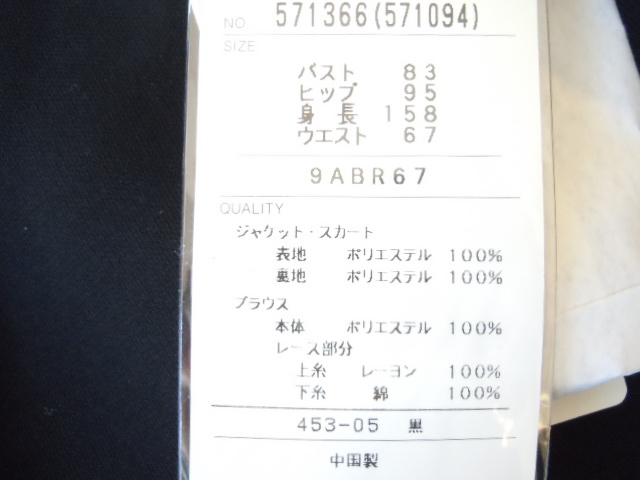 NO. 571366(571094)
SIZE
バスト 83
ヒップ 95
身長 158
ウエスト 67
9ABR67
QUALITY
ジャケット・スカート
表地 ポリエステル 100%
裏地 ポリエステル 100%
ブラウス
本体 ポリエステル 100%
レース部分
上糸 レーヨン 100%
下糸 綿 100%
453-05 黒
中国製